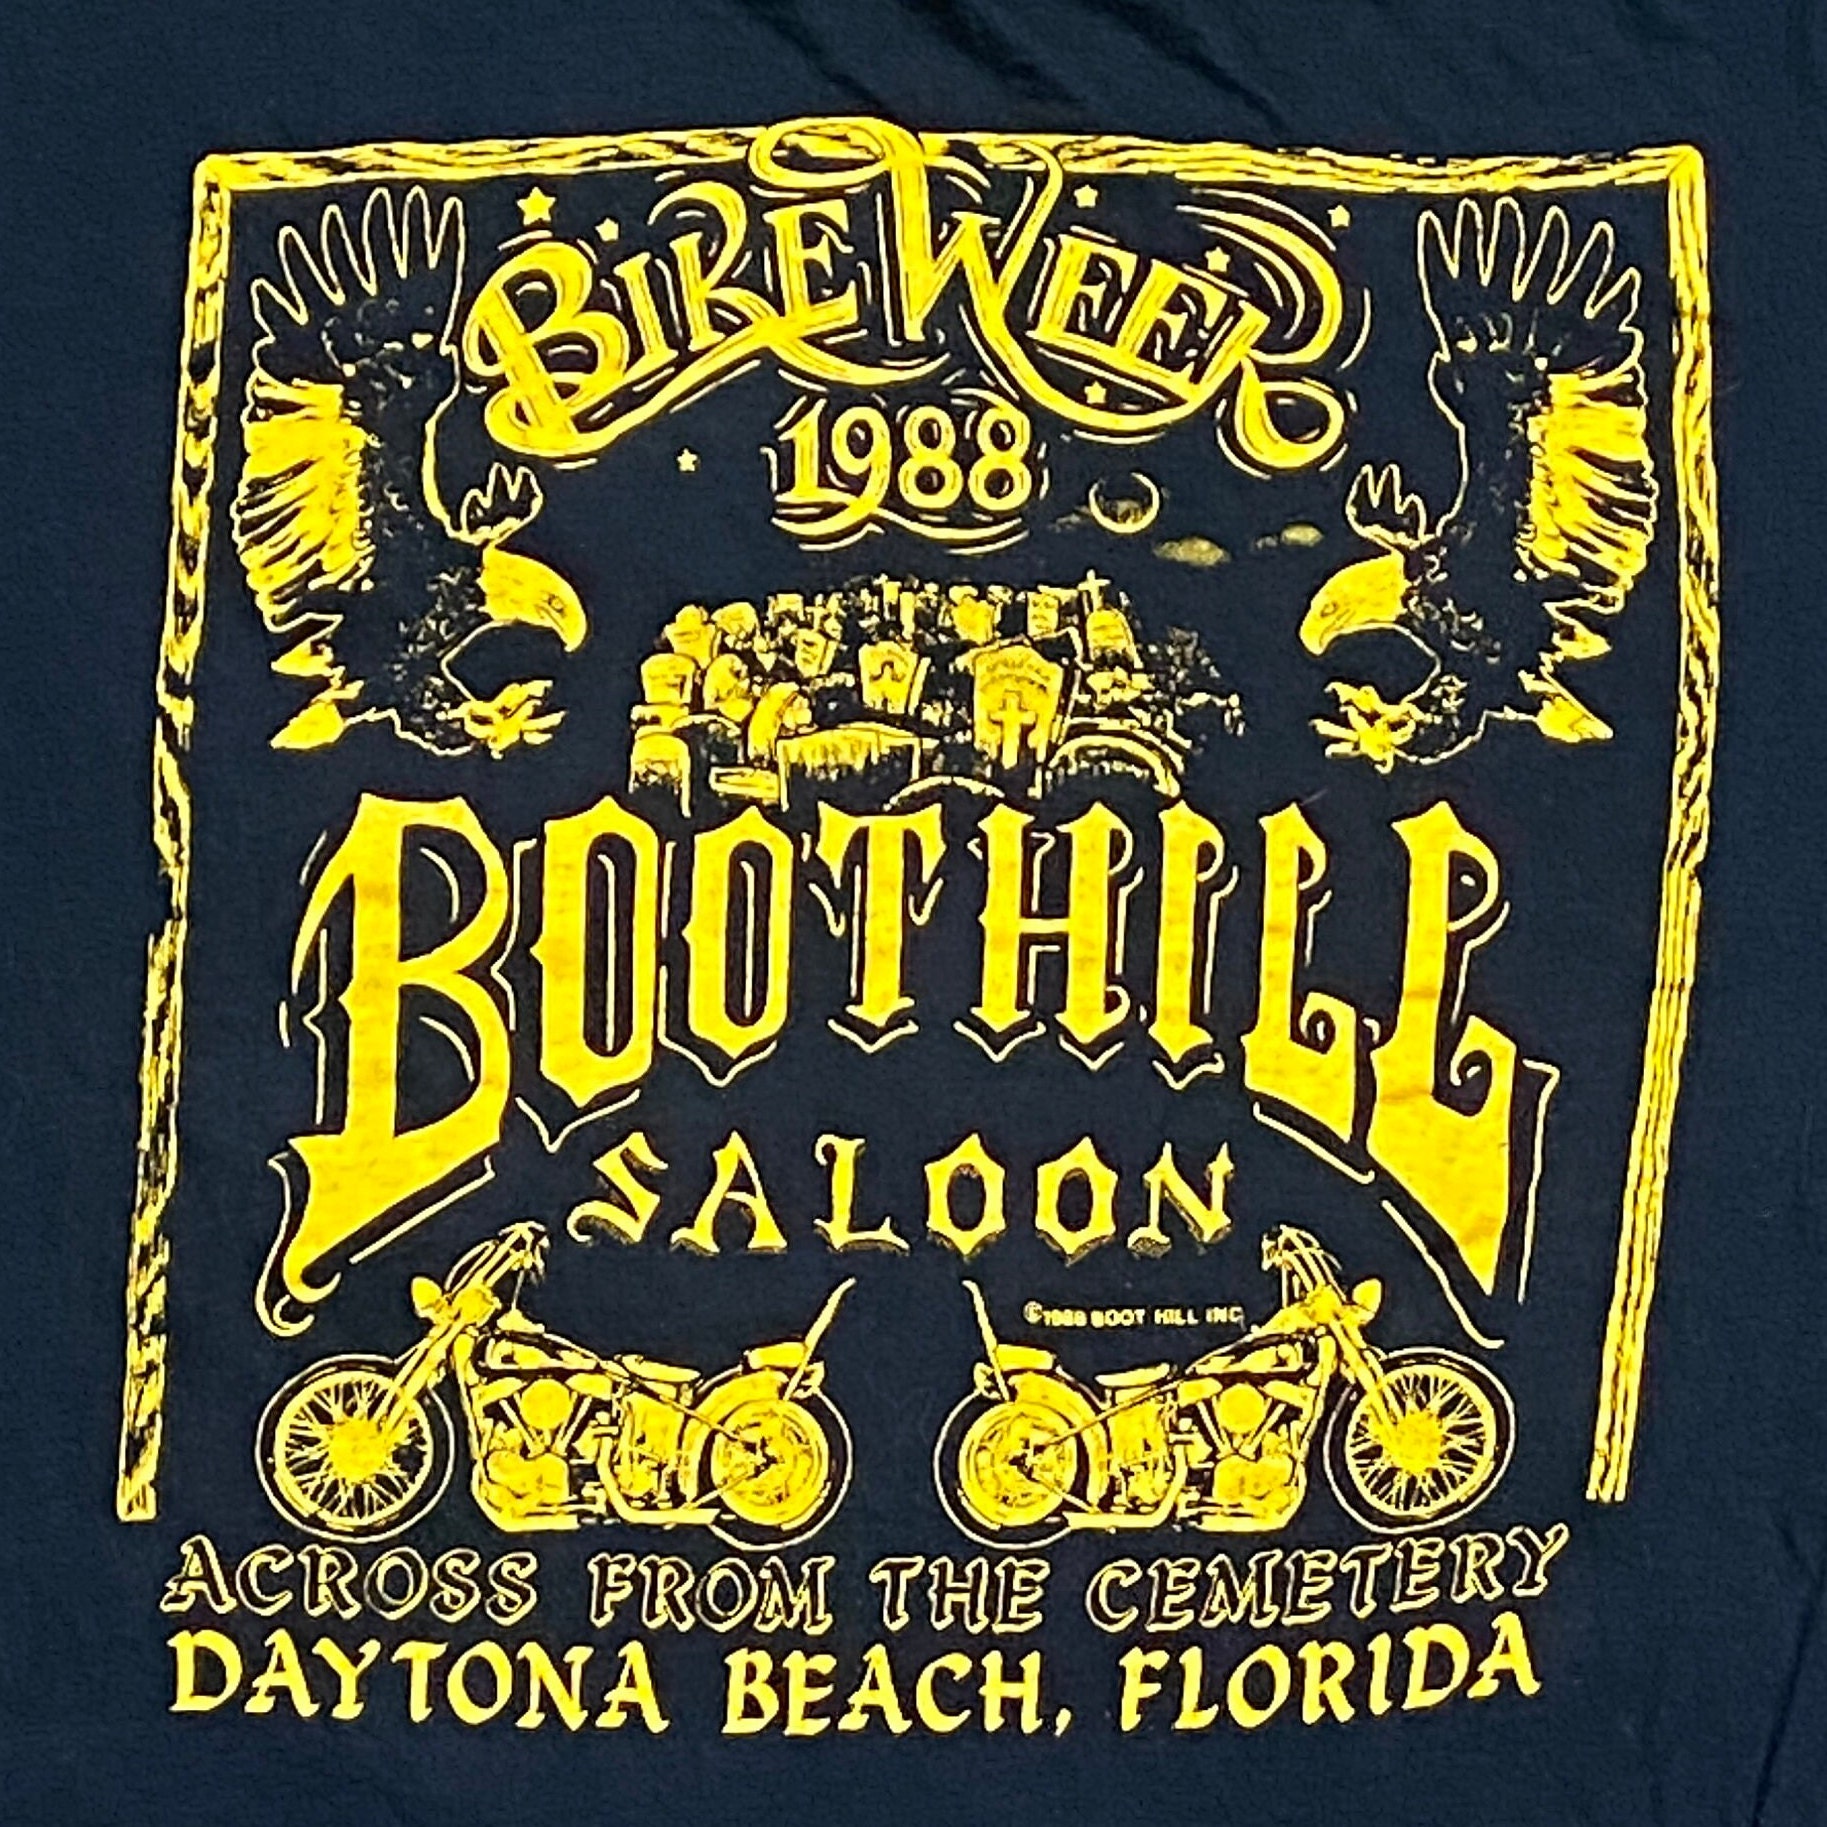 BIKE WEEK
1988
BOOTHILL
SALOON
©1988 BOOT HILL INC
ACROSS FROM THE CEMETERY
DAYTONA BEACH, FLORIDA